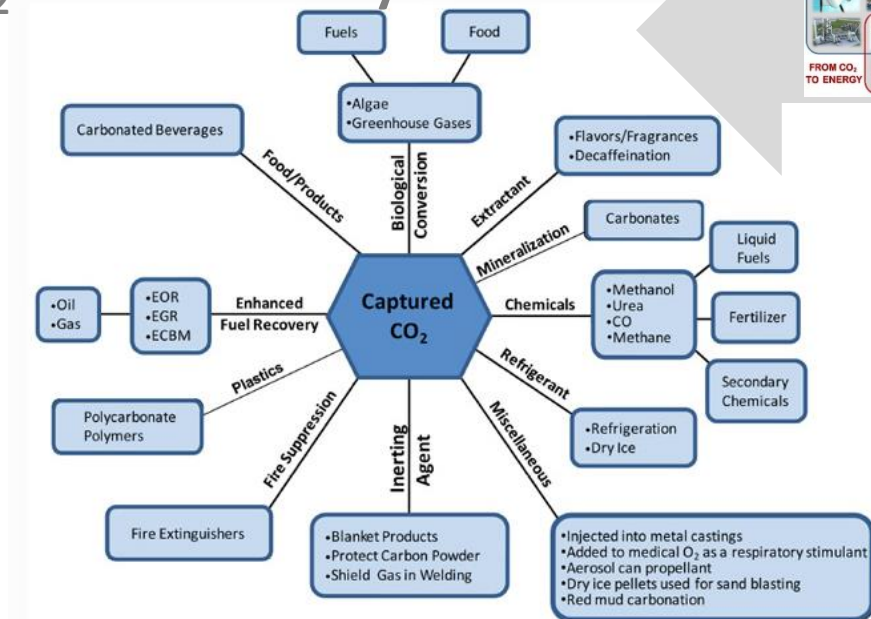 FROM CO₂
TO ENERGY
Fuels
Food
•Algae
•Greenhouse Gases
Carbonated Beverages
•Flavors/Fragrances
•Decaffeination
Food/Products
Biological
Conversion
Extractant
Mineralization
Carbonates
Liquid
Fuels
•Oil
•Gas
•EOR
•EGR
•ECBM
Enhanced
Fuel Recovery
Captured
CO₂
Chemicals
•Methanol
•Urea
•CO
•Methane
Fertilizer
Secondary
Chemicals
Plastics
Polycarbonate
Polymers
Refrigerant
•Refrigeration
•Dry Ice
Fire Suppression
Inerting
Agent
Miscellaneous
Fire Extinguishers
•Blanket Products
•Protect Carbon Powder
•Shield Gas in Welding
•Injected into metal castings
•Added to medical O₂ as a respiratory stimulant
•Aerosol can propellant
•Dry ice pellets used for sand blasting
•Red mud carbonation